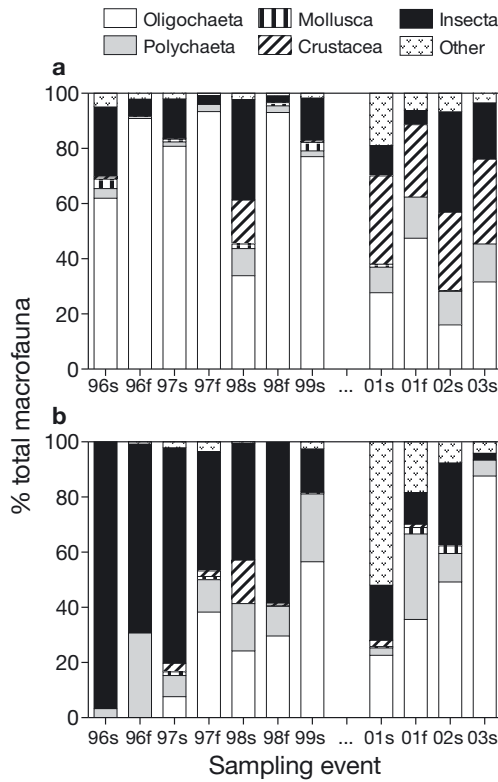 Oligochaeta Mollusca Insecta
Polychaeta Crustacea Other
a
100
80
60
40
20
0
96s 96f 97s 97f 98s 98f 99s ... 01s 01f 02s 03s
% total macrofauna
b
100
80
60
40
20
0
96s 96f 97s 97f 98s 98f 99s ... 01s 01f 02s 03s
Sampling event